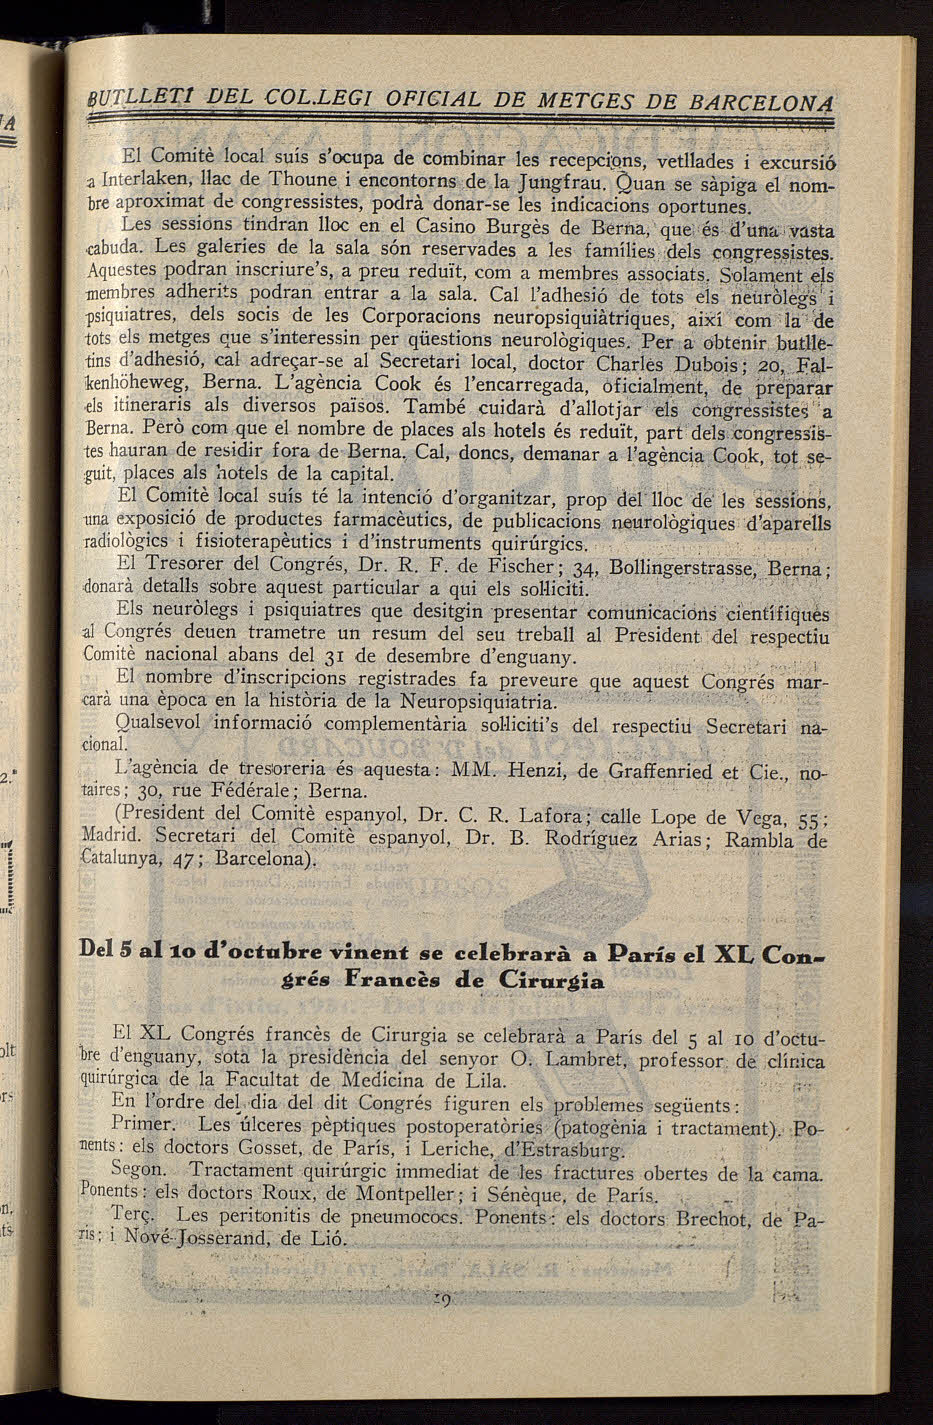 BUTLLETÍ DEL COL.LEGI OFICIAL DE METGES DE BARCELONA
El Comitè local suís s'ocupa de combinar les recepcions, vetllades i excursió
a Interlaken, llac de Thoune i encontorns de la Jungfrau. Quan se sàpiga el nom-
bre aproximat de congressistes, podrà donar-se les indicacions oportunes.
Les sessions tindran lloc en el Casino Burgès de Berna, que és d'una vasta
cabuda. Les galeries de la sala són reservades a les famílies dels congressistes.
Aquestes podran inscriure's, a preu reduït, com a membres associats. Solament els
membres adherits podran entrar a la sala. Cal l'adhesió de tots els neuròlegs i
psiquiatres, dels socis de les Corporacions neuropsiquiàtriques, així com la de
tots els metges que s'interessin per qüestions neurològiques. Per a obtenir butlle-
tins d'adhesió, cal adreçar-se al Secretari local, doctor Charles Dubois; 20, Fal-
kenhöheweg, Berna. L'agència Cook és l'encarregada, oficialment, de preparar
els itineraris als diversos països. També cuidarà d'allotjar els congressistes a
Berna. Però com que el nombre de places als hotels és reduït, part dels congressis-
tes hauran de residir fora de Berna. Cal, doncs, demanar a l'agència Cook, tot se-
guit, places als hotels de la capital.
El Comitè local suís té la intenció d'organitzar, prop del lloc de les sessions,
una exposició de productes farmacèutics, de publicacions neurològiques d'aparells
radiològics i fisioterapèutics i d'instruments quirúrgics.
El Tresorer del Congrés, Dr. R. F. de Fischer; 34, Bollingerstrasse, Berna;
donarà detalls sobre aquest particular a qui els sol·liciti.
Els neuròlegs i psiquiatres que desitgin presentar comunicacions científiques
al Congrés deuen trametre un resum del seu treball al President del respectiu
Comitè nacional abans del 31 de desembre d'enguany.
El nombre d'inscripcions registrades fa preveure que aquest Congrés mar-
carà una època en la història de la Neuropsiquiatria.
Qualsevol informació complementària sol·liciti's del respectiu Secretari na-
cional.
L'agència de tresoreria és aquesta: MM. Henzi, de Graffenried et Cie., no-
taires; 30, rue Fédérale; Berna.
(President del Comitè espanyol, Dr. C. R. Lafora; calle Lope de Vega, 55;
Madrid. Secretari del Comitè espanyol, Dr. B. Rodríguez Arias; Rambla de
Catalunya, 47; Barcelona).
Del 5 al 10 d'octubre vinent se celebrarà a París el XL Con-
grés Francès de Cirurgia
El XL Congrés francès de Cirurgia se celebrarà a París del 5 al 10 d'octu-
bre d'enguany, sota la presidència del senyor O. Lambret, professor de clínica
quirúrgica de la Facultat de Medicina de Lila.
En l'ordre del dia del dit Congrés figuren els problemes següents:
Primer. Les úlceres pèptiques postoperatòries (patogènia i tractament). Po-
nents: els doctors Gosset, de París, i Leriche, d'Estrasburg.
Segon. Tractament quirúrgic immediat de les fractures obertes de la cama.
Ponents: els doctors Roux, de Montpeller; i Sénèque, de París.
Terç. Les peritonitis de pneumococs. Ponents: els doctors Brechot, de Pa-
rís; i Nové-Josserand, de Lió.